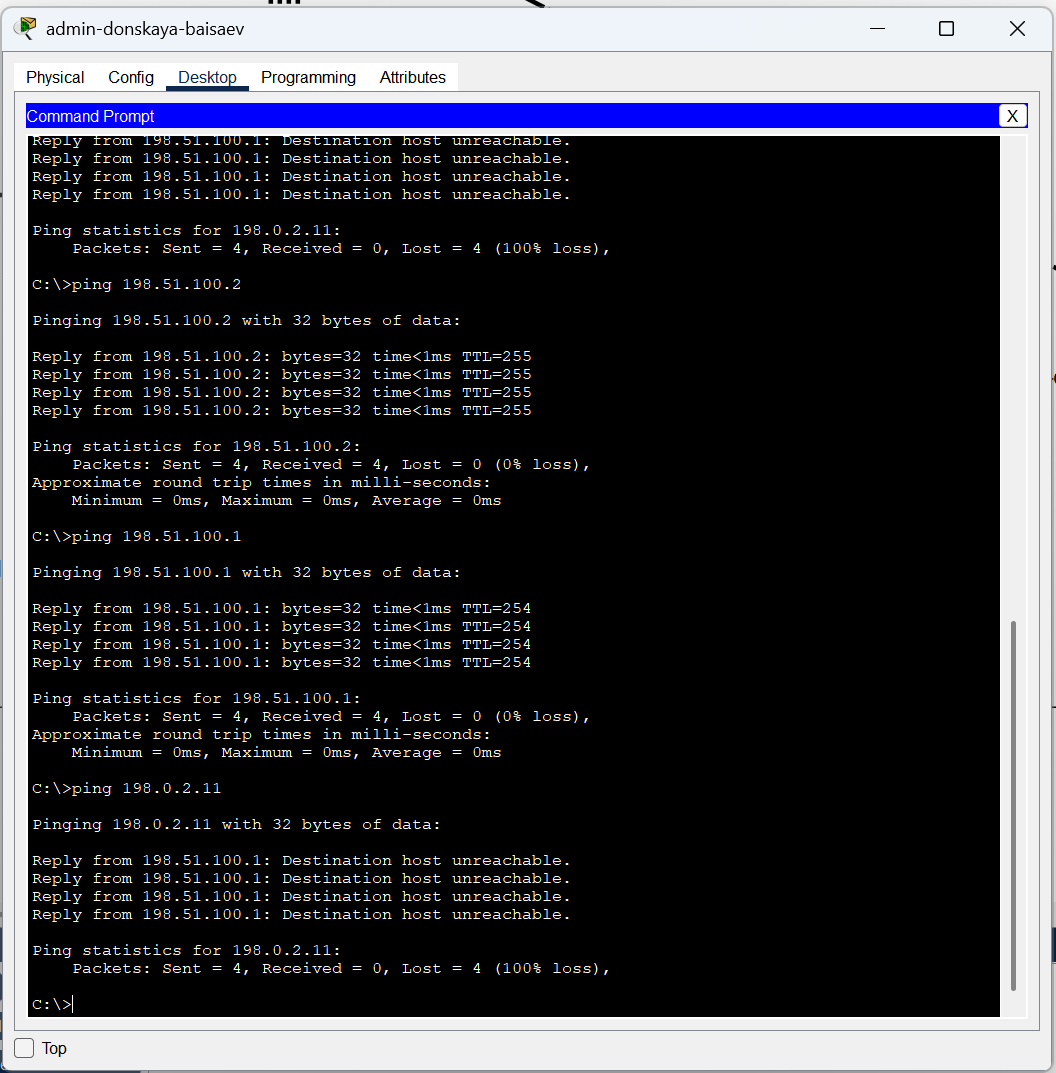 admin-donskaya-baisaev
Physical Config Desktop Programming Attributes
Command Prompt X
Reply from 198.51.100.1: Destination host unreachable.
Reply from 198.51.100.1: Destination host unreachable.
Reply from 198.51.100.1: Destination host unreachable.
Reply from 198.51.100.1: Destination host unreachable.
Ping statistics for 198.0.2.11:
Packets: Sent = 4, Received = 0, Lost = 4 (100% loss),
C:\>ping 198.51.100.2
Pinging 198.51.100.2 with 32 bytes of data:
Reply from 198.51.100.2: bytes=32 time<1ms TTL=255
Reply from 198.51.100.2: bytes=32 time<1ms TTL=255
Reply from 198.51.100.2: bytes=32 time<1ms TTL=255
Reply from 198.51.100.2: bytes=32 time<1ms TTL=255
Ping statistics for 198.51.100.2:
Packets: Sent = 4, Received = 4, Lost = 0 (0% loss),
Approximate round trip times in milli-seconds:
Minimum = 0ms, Maximum = 0ms, Average = 0ms
C:\>ping 198.51.100.1
Pinging 198.51.100.1 with 32 bytes of data:
Reply from 198.51.100.1: bytes=32 time<1ms TTL=254
Reply from 198.51.100.1: bytes=32 time<1ms TTL=254
Reply from 198.51.100.1: bytes=32 time<1ms TTL=254
Reply from 198.51.100.1: bytes=32 time<1ms TTL=254
Ping statistics for 198.51.100.1:
Packets: Sent = 4, Received = 4, Lost = 0 (0% loss),
Approximate round trip times in milli-seconds:
Minimum = 0ms, Maximum = 0ms, Average = 0ms
C:\>ping 198.0.2.11
Pinging 198.0.2.11 with 32 bytes of data:
Reply from 198.51.100.1: Destination host unreachable.
Reply from 198.51.100.1: Destination host unreachable.
Reply from 198.51.100.1: Destination host unreachable.
Reply from 198.51.100.1: Destination host unreachable.
Ping statistics for 198.0.2.11:
Packets: Sent = 4, Received = 0, Lost = 4 (100% loss),
C:\>
Top